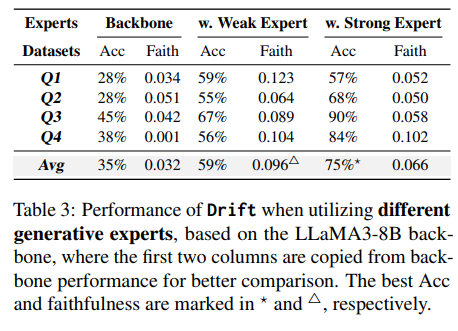 Experts Backbone w. Weak Expert w. Strong Expert
Datasets Acc Faith Acc Faith Acc Faith
Q1 28% 0.034 59% 0.123 57% 0.052
Q2 28% 0.051 55% 0.064 68% 0.050
Q3 45% 0.042 67% 0.089 90% 0.058
Q4 38% 0.001 56% 0.104 84% 0.102
Avg 35% 0.032 59% 0.096△ 75%⋆ 0.066
Table 3: Performance of Drift when utilizing different
generative experts, based on the LLaMA3-8B back-
bone, where the first two columns are copied from back-
bone performance for better comparison. The best Acc
and faithfulness are marked in ⋆ and △, respectively.